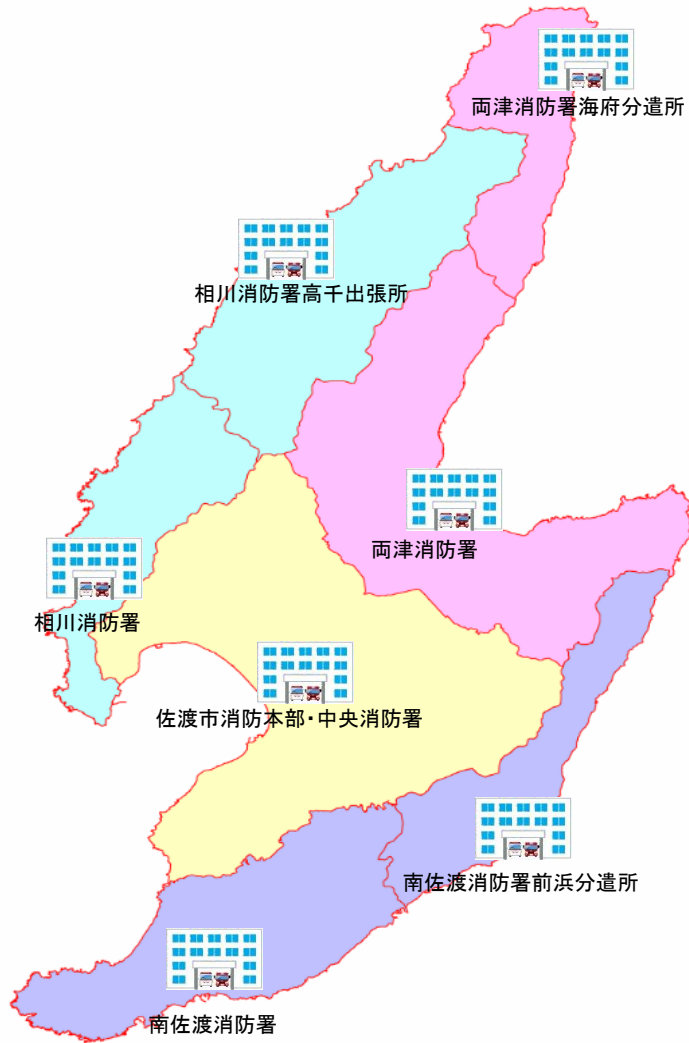 両津消防署海府分遣所
相川消防署高千出張所
両津消防署
相川消防署
佐渡市消防本部・中央消防署
南佐渡消防署前浜分遣所
南佐渡消防署